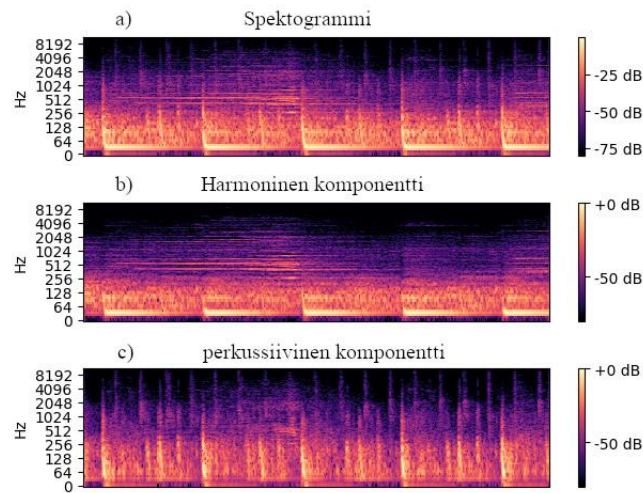 a) Spektogrammi
8192
4096
2048
1024
512
256
128
64
0
Hz
-25 dB
-50 dB
-75 dB
b) Harmoninen komponentti
8192
4096
2048
1024
512
256
128
64
0
Hz
+0 dB
-50 dB
c) perkussiivinen komponentti
8192
4096
2048
1024
512
256
128
64
0
Hz
+0 dB
-50 dB